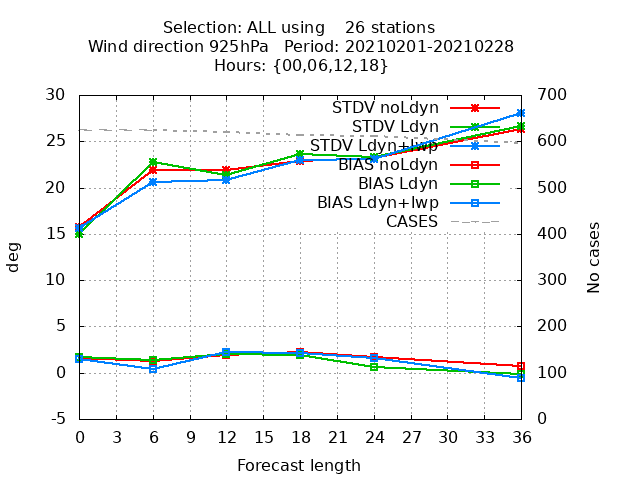 Selection: ALL using    26 stations
Wind direction 925hPa   Period: 20210201-20210228
Hours: {00,06,12,18}
30 700
STDV noLdyn
STDV Ldyn
25 600
STDV Ldyn+lwp
BIAS noLdyn
20 500
BIAS Ldyn
BIAS Ldyn+lwp
CASES
15 400
deg
No cases
10 300
5 200
0 100
-5 0
0 3 6 9 12 15 18 21 24 27 30 33 36
Forecast length